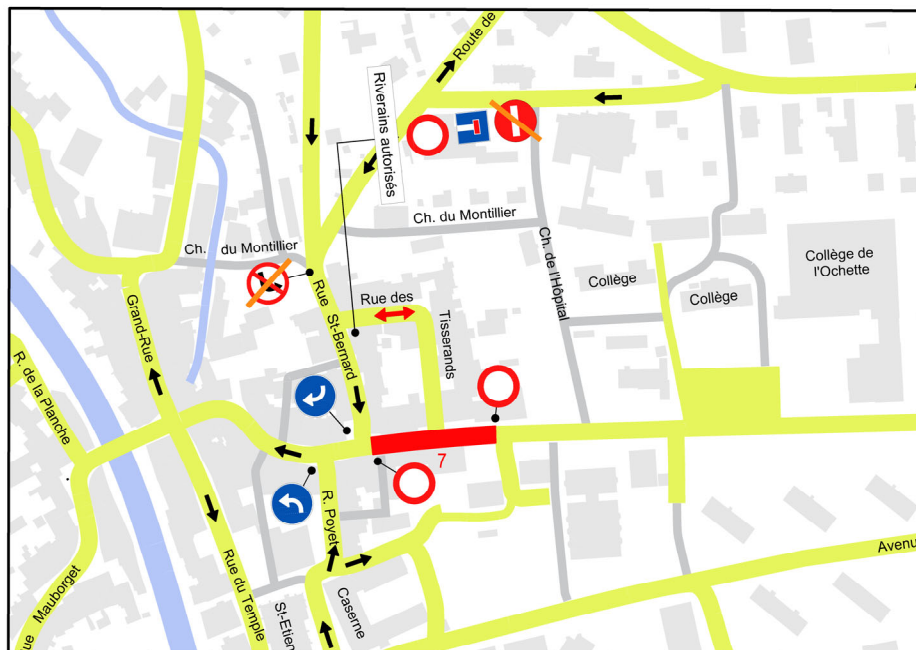 Route de
Riverains autorisés
Ch. du Montillier
Ch. du Montillier
Ch. de l'Hôpital
Collège de
l'Ochette
Collège
Collège
Rue St-Bernard
Rue des
Tisserands
Grand-Rue
R. de la Planche
7
R. Poyet
Rue du Temple
Mauborget
St-Etien
Caserne
Avenu